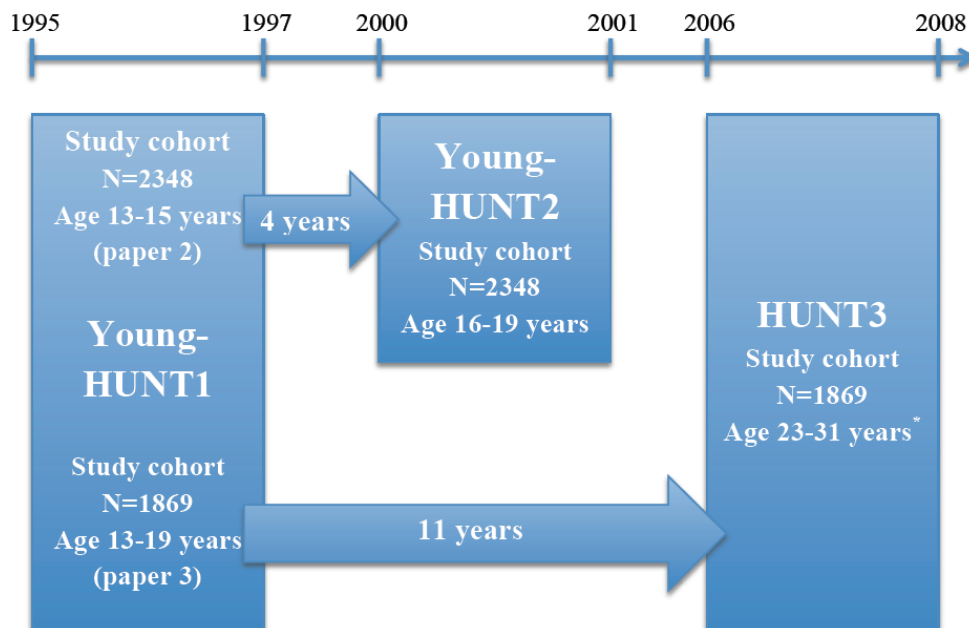 1995 1997 2000 2001 2006 2008
Study cohort
N=2348
Age 13-15 years
(paper 2)
Young-
HUNT1
Study cohort
N=1869
Age 13-19 years
(paper 3)
4 years
Young-
HUNT2
Study cohort
N=2348
Age 16-19 years
11 years
HUNT3
Study cohort
N=1869
Age 23-31 years*